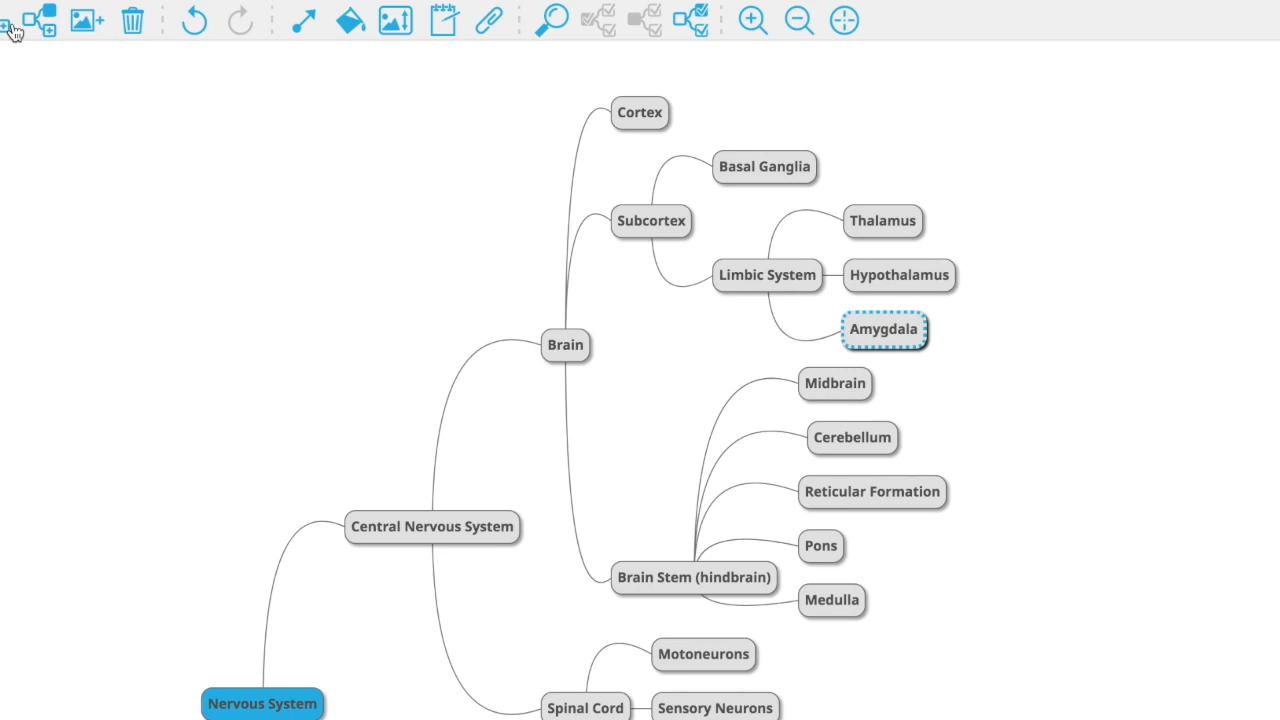 Cortex
Basal Ganglia
Subcortex
Thalamus
Limbic System
Hypothalamus
Amygdala
Brain
Midbrain
Cerebellum
Reticular Formation
Central Nervous System
Pons
Brain Stem (hindbrain)
Medulla
Motoneurons
Nervous System
Spinal Cord
Sensory Neurons